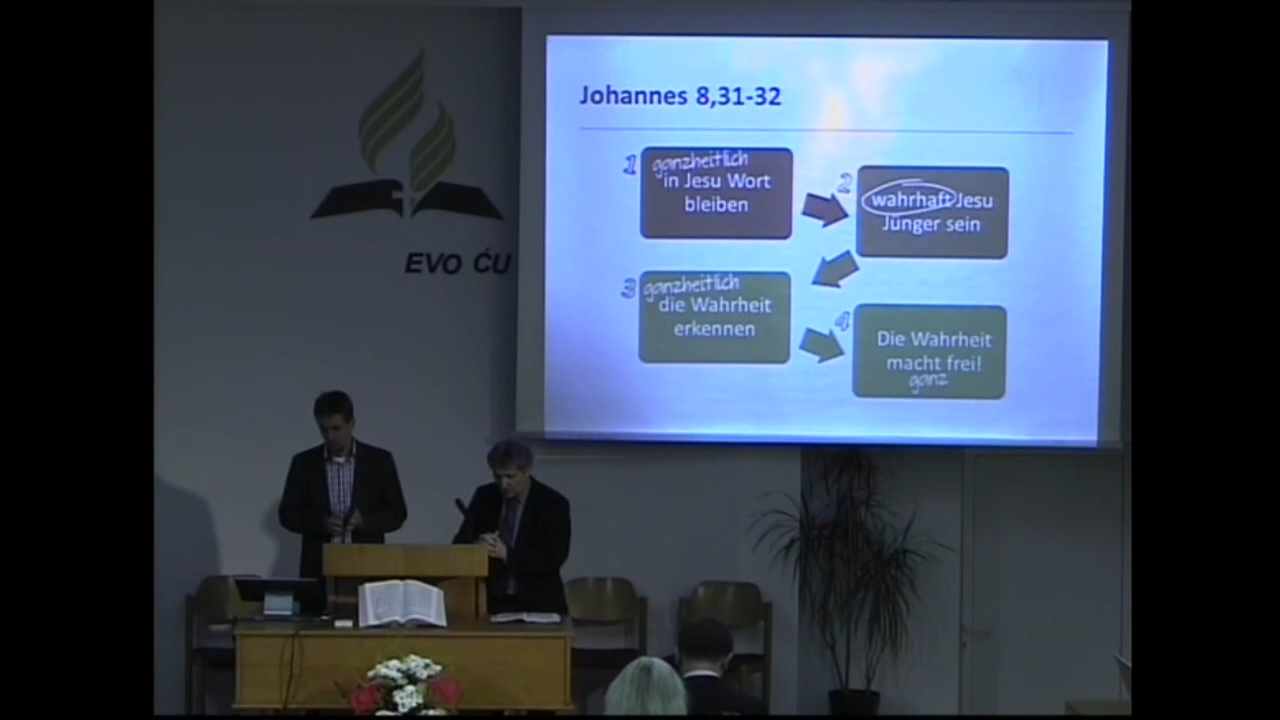 Johannes 8,31-32
1
ganzheitlich
in Jesu Wort
bleiben
2
wahrhaft Jesu
Jünger sein
3
ganzheitlich
die Wahrheit
erkennen
4
Die Wahrheit
macht frei!
ganz
EVO ĆU